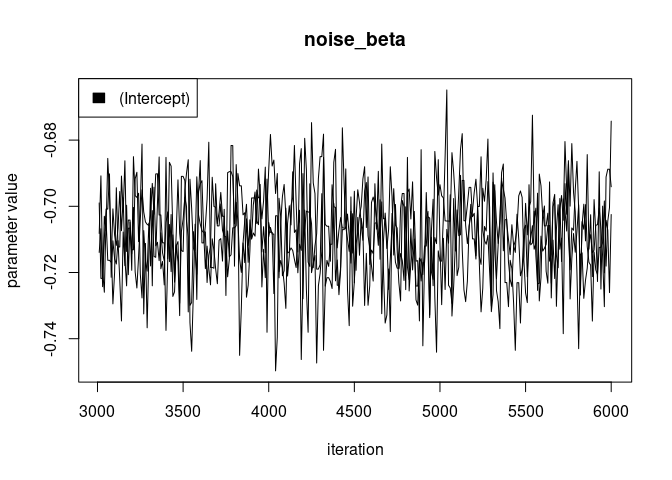 noise_beta
(Intercept)
parameter value
-0.68
-0.70
-0.72
-0.74
3000 3500 4000 4500 5000 5500 6000
iteration